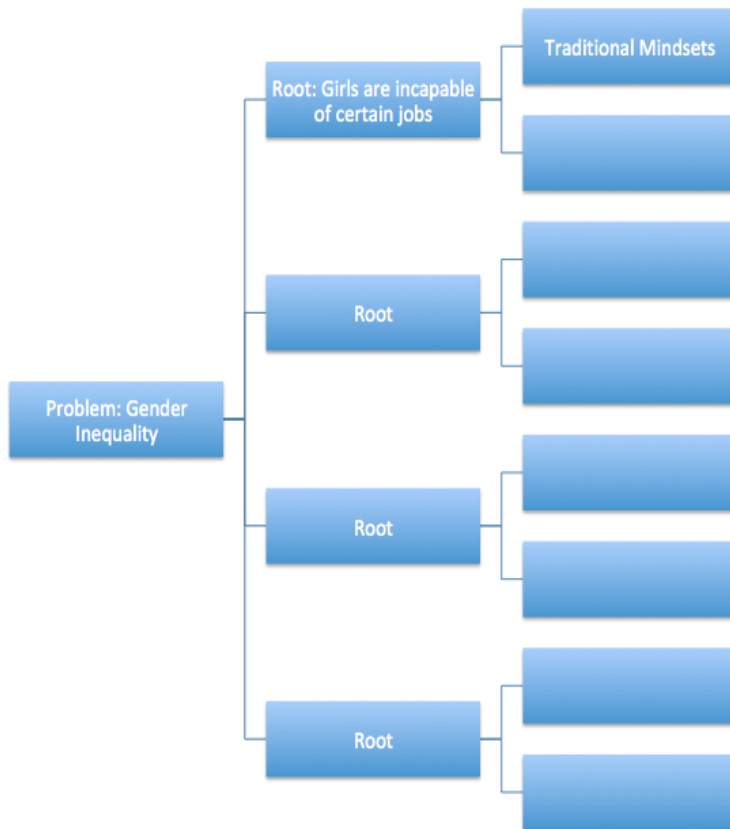 Traditional Mindsets
Root: Girls are incapable
of certain jobs
Root
Problem: Gender
Inequality
Root
Root